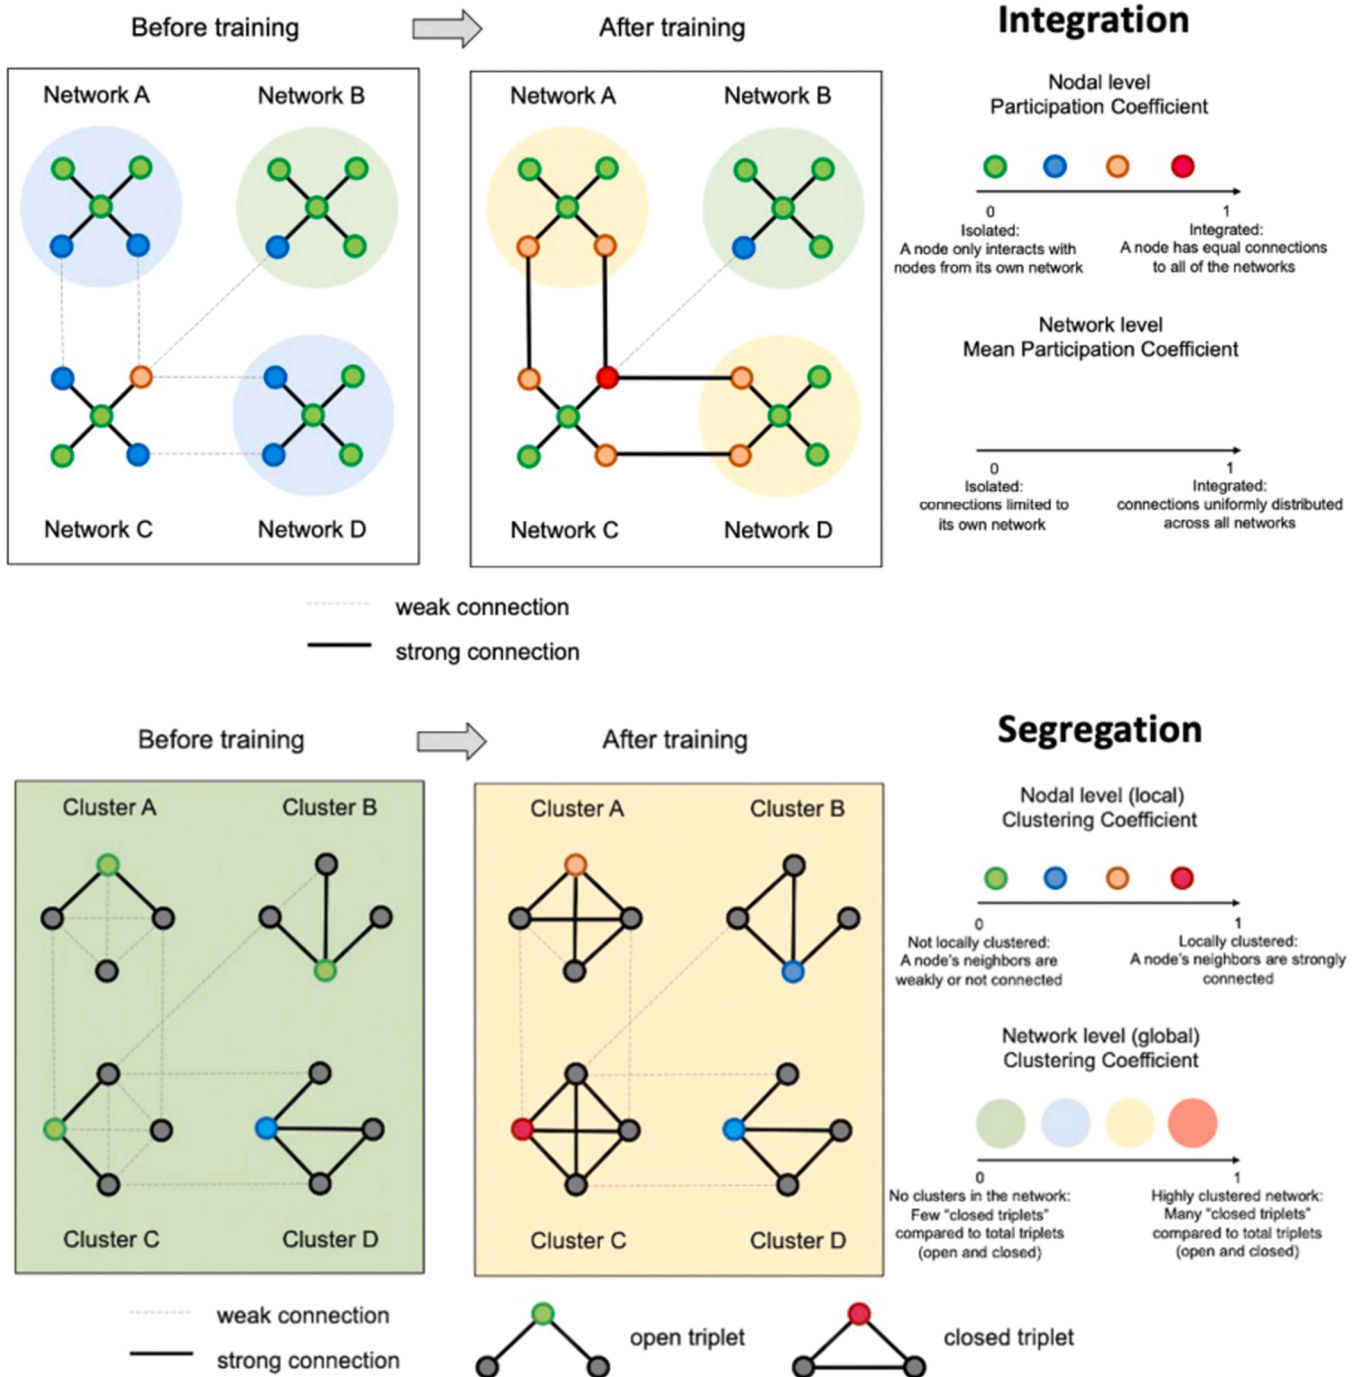 Before training
After training
Integration
Network A
Network B
Network C
Network D
Network A
Network B
Network C
Network D
Nodal level
Participation Coefficient
0
1
Isolated:
A node only interacts with
nodes from its own network
Integrated:
A node has equal connections
to all of the networks
Network level
Mean Participation Coefficient
0
1
Isolated:
connections limited to
its own network
Integrated:
connections uniformly distributed
across all networks
weak connection
strong connection
Before training
After training
Segregation
Cluster A
Cluster B
Cluster C
Cluster D
Cluster A
Cluster B
Cluster C
Cluster D
Nodal level (local)
Clustering Coefficient
0
1
Not locally clustered:
A node's neighbors are
weakly or not connected
Locally clustered:
A node's neighbors are strongly
connected
Network level (global)
Clustering Coefficient
0
1
No clusters in the network:
Few "closed triplets"
compared to total triplets
(open and closed)
Highly clustered network:
Many "closed triplets"
compared to total triplets
(open and closed)
weak connection
strong connection
open triplet
closed triplet